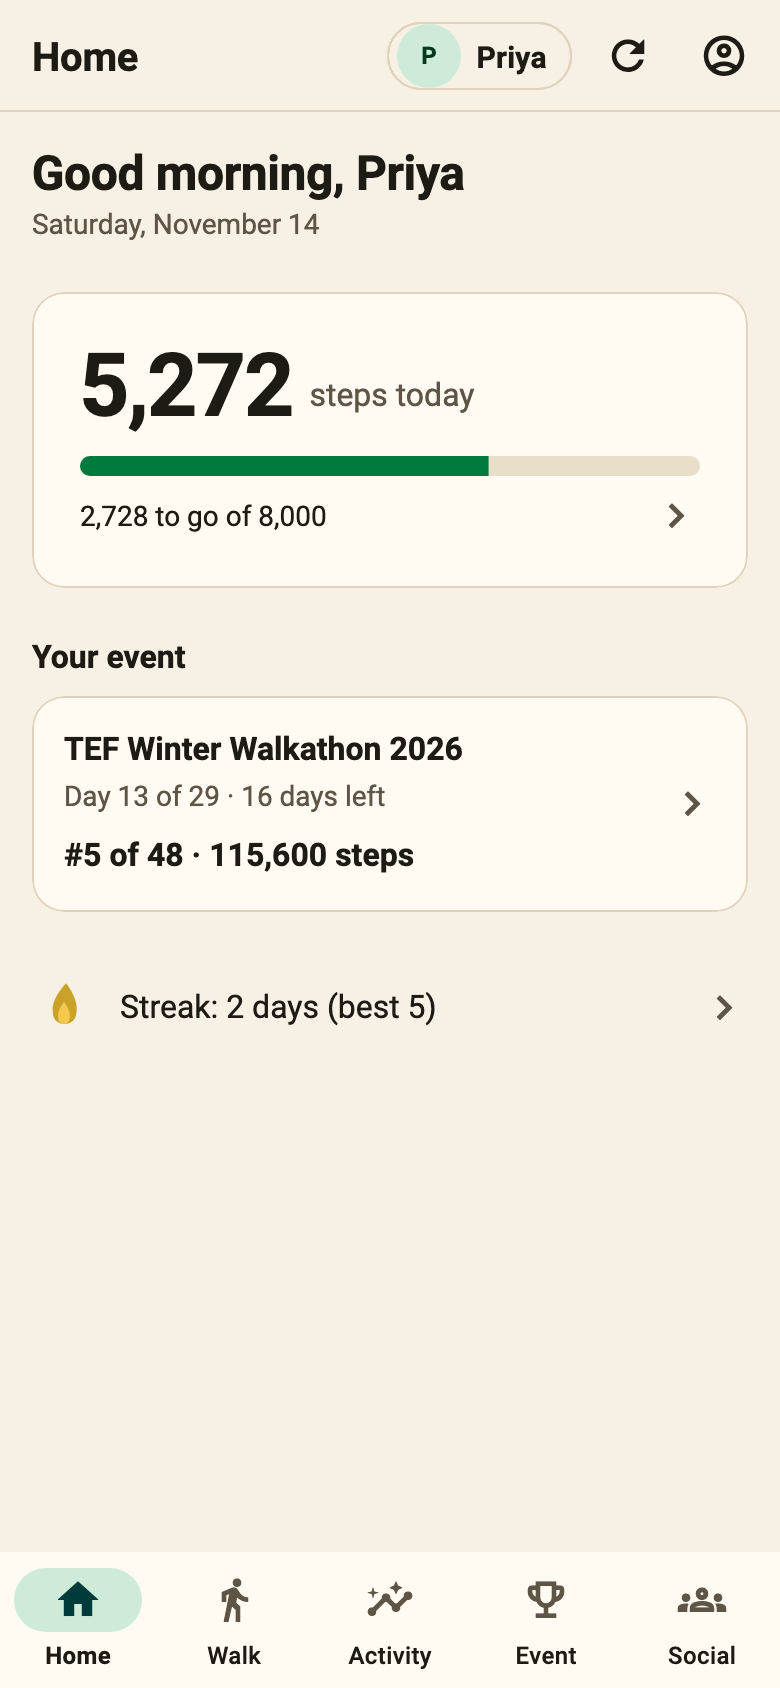 Home
P
Priya
Good morning, Priya
Saturday, November 14
5,272 steps today
2,728 to go of 8,000
Your event
TEF Winter Walkathon 2026
Day 13 of 29 · 16 days left
#5 of 48 · 115,600 steps
Streak: 2 days (best 5)
Home
Walk
Activity
Event
Social